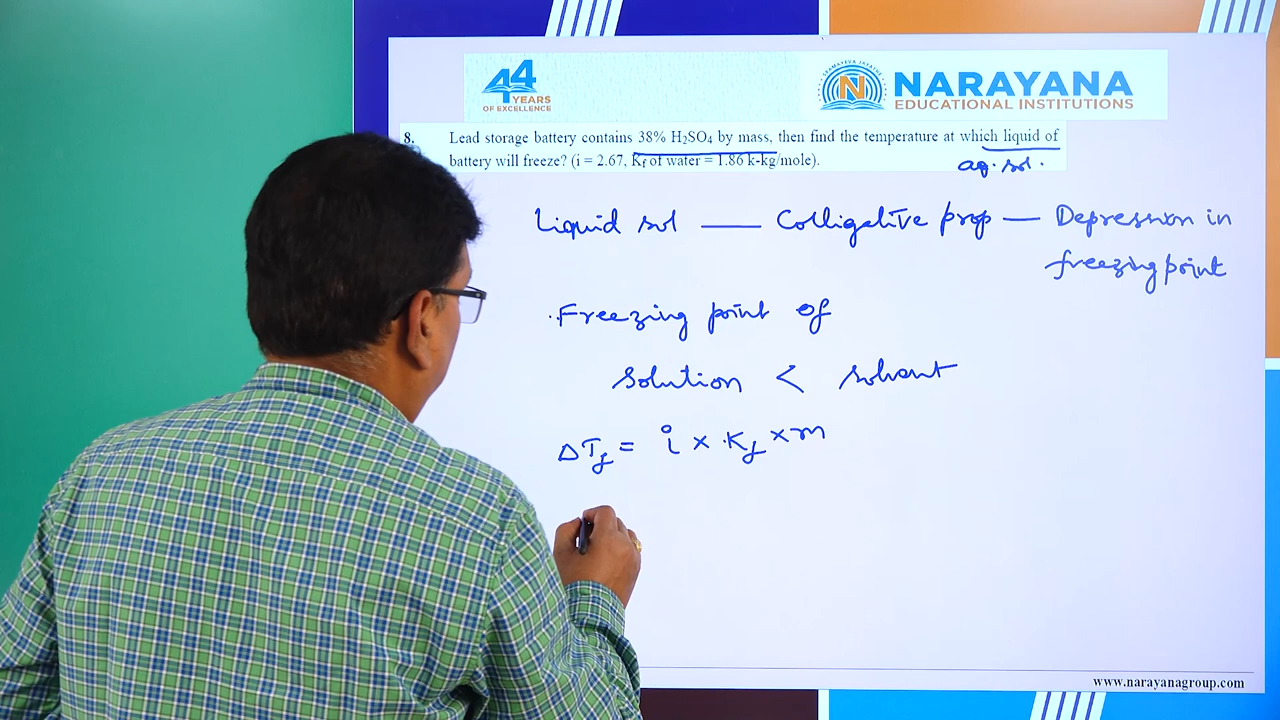 44
YEARS
OF EXCELLENCE
NARAYANA
EDUCATIONAL INSTITUTIONS
8. Lead storage battery contains 38% H₂SO₄ by mass, then find the temperature at which liquid of
battery will freeze? (i = 2.67, Kf of water = 1.86 k-kg/mole).
aq. sol.
Liquid sol — Colligative prop — Depression in
freezing point
Freezing point of
Solution < solvent
ΔTf = i × Kf × m
www.narayanagroup.com